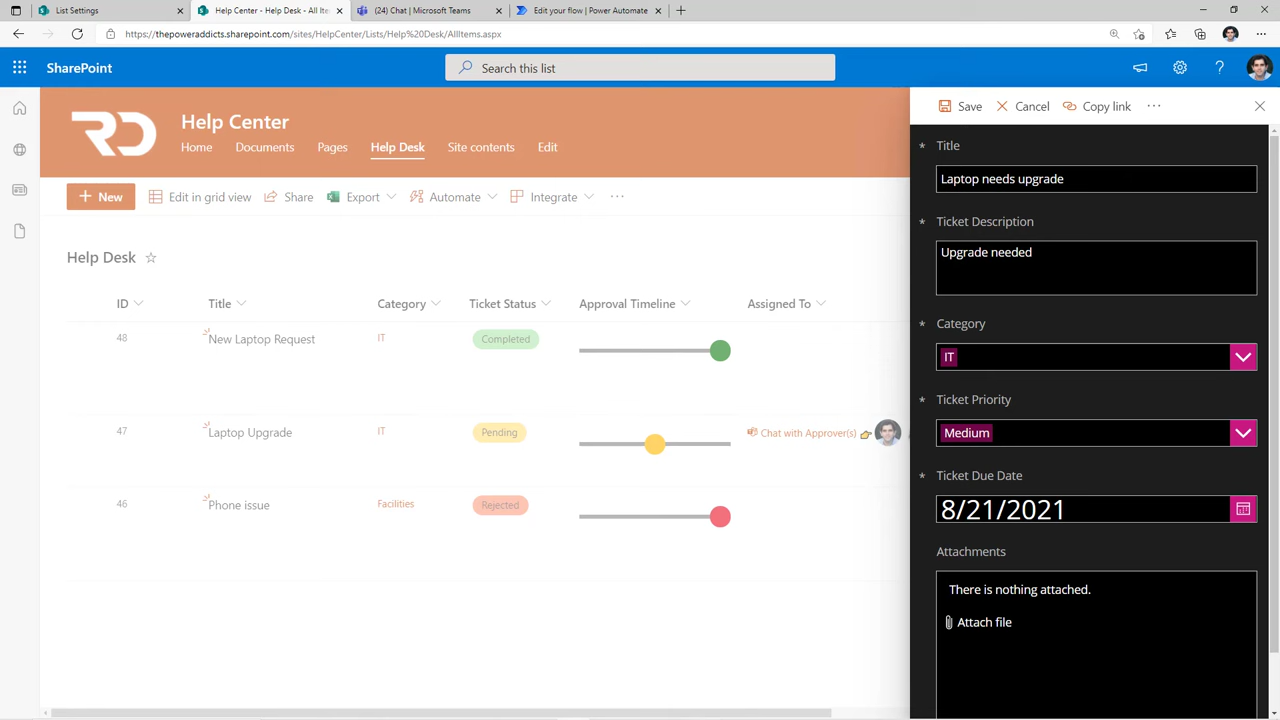 List Settings
Help Center - Help Desk - All Ite
(24) Chat | Microsoft Teams
Edit your flow | Power Automate
https://thepoweraddicts.sharepoint.com/sites/HelpCenter/Lists/Help%20Desk/AllItems.aspx
SharePoint
Search this list
RD
Help Center
Home Documents Pages Help Desk Site contents Edit
New Edit in grid view Share Export Automate Integrate ...
Help Desk
ID Title Category Ticket Status Approval Timeline Assigned To
48 New Laptop Request IT Completed
47 Laptop Upgrade IT Pending Chat with Approver(s)
46 Phone issue Facilities Rejected
Save Cancel Copy link ...
* Title
Laptop needs upgrade
* Ticket Description
Upgrade needed
* Category
IT
* Ticket Priority
Medium
* Ticket Due Date
8/21/2021
Attachments
There is nothing attached.
Attach file